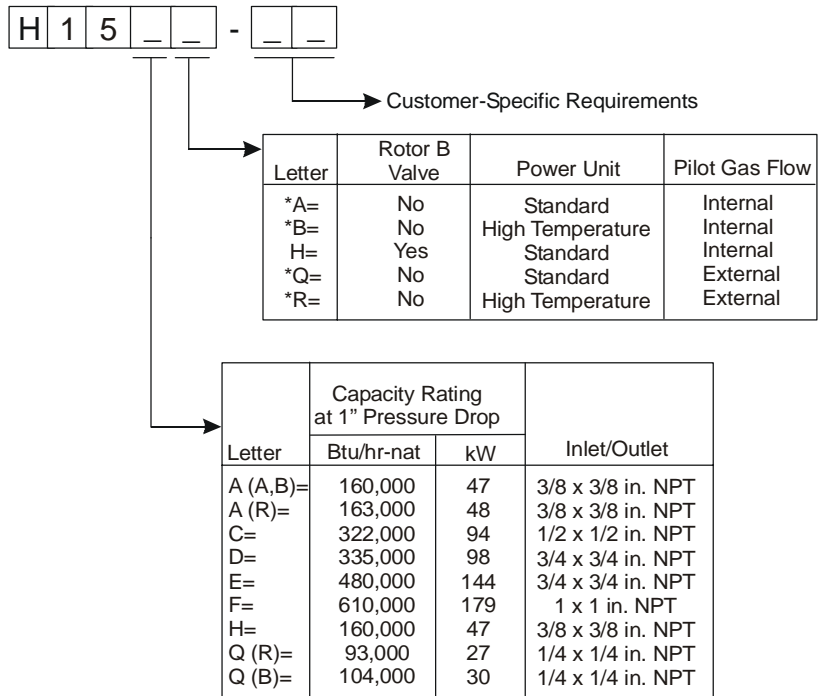 H 1 5 _ _ - _ _
Customer-Specific Requirements
Letter Rotor B Valve Power Unit Pilot Gas Flow
*A= No Standard Internal
*B= No High Temperature Internal
H= Yes Standard Internal
*Q= No Standard External
*R= No High Temperature External
Capacity Rating
at 1” Pressure Drop
Letter Btu/hr-nat kW Inlet/Outlet
A (A,B)= 160,000 47 3/8 x 3/8 in. NPT
A (R)= 163,000 48 3/8 x 3/8 in. NPT
C= 322,000 94 1/2 x 1/2 in. NPT
D= 335,000 98 3/4 x 3/4 in. NPT
E= 480,000 144 3/4 x 3/4 in. NPT
F= 610,000 179 1 x 1 in. NPT
H= 160,000 47 3/8 x 3/8 in. NPT
Q (R)= 93,000 27 1/4 x 1/4 in. NPT
Q (B)= 104,000 30 1/4 x 1/4 in. NPT